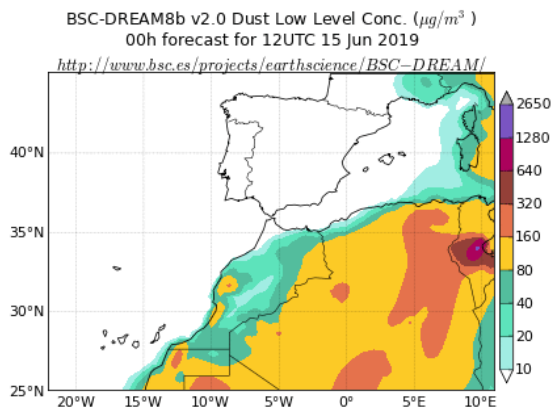 BSC-DREAM8b v2.0 Dust Low Level Conc. (μg/m³ )
00h forecast for 12UTC 15 Jun 2019
http://www.bsc.es/projects/earthscience/BSC−DREAM/
2650
1280
640
320
160
80
40
20
10
40°N
35°N
30°N
25°N
20°W 15°W 10°W 5°W 0° 5°E 10°E